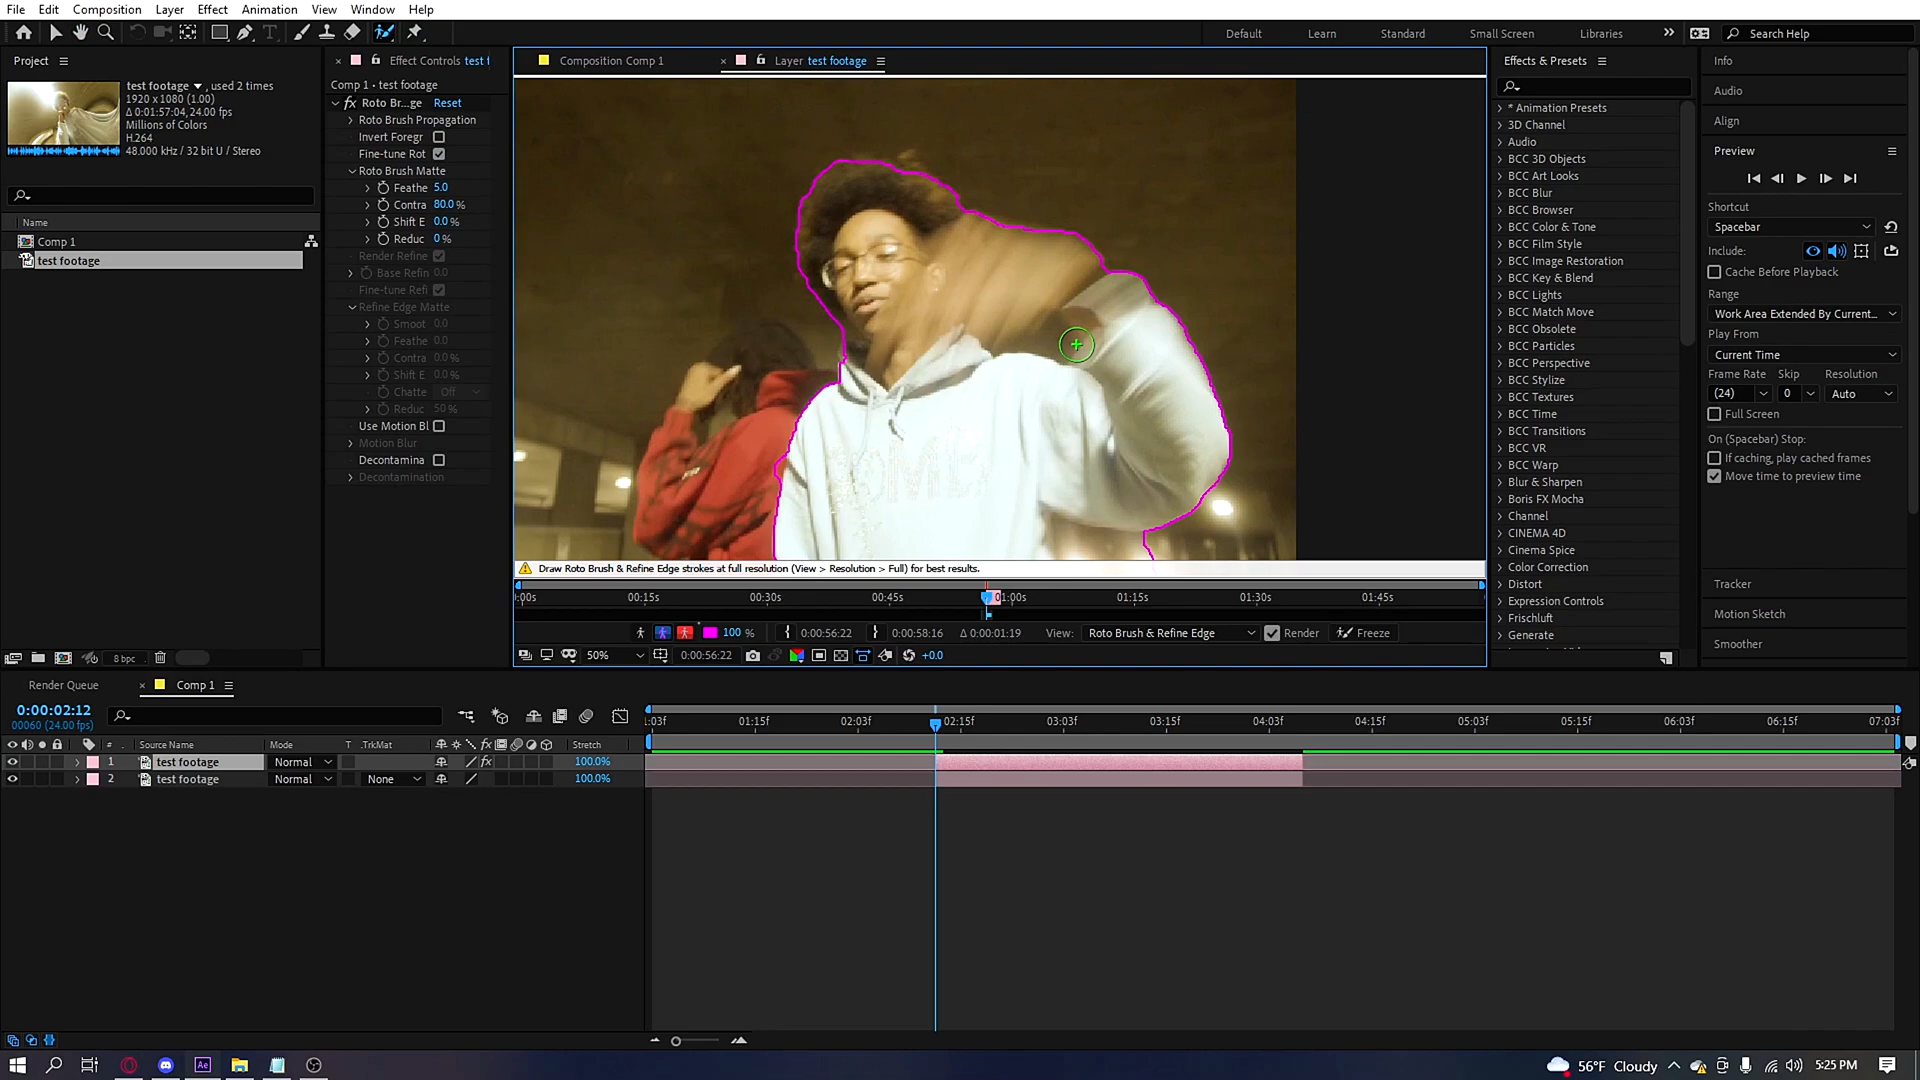 File Edit Composition Layer Effect Animation View Window Help
Default Learn Standard Small Screen Libraries Search Help
Project
test footage , used 2 times
1920 x 1080 (1.00)
Δ 0:01:57:04, 24.00 fps)
Millions of Colors
H.264
48.000 kHz / 32 bit U / Stereo
Name
Comp 1
test footage
8 bpc
Effect Controls test f
Comp 1 • test footage
fx Roto Br...ge Reset
Roto Brush Propagation
Invert Foregr
Fine-tune Rot
Roto Brush Matte
Feathe 5.0
Contra 80.0 %
Shift E 0.0 %
Reduc 0 %
Render Refine
Base Refin 0.0
Fine-tune Refi
Refine Edge Matte
Smoot 0.0
Feathe 0.0
Contra 0.0 %
Shift E 0.0 %
Chatte Off
Reduc 50 %
Use Motion Bl
Motion Blur
Decontamina
Decontamination
Composition Comp 1
Layer test footage
Draw Roto Brush & Refine Edge strokes at full resolution (View > Resolution > Full) for best results.
:00s 00:15s 00:30s 00:45s 01:00s 01:15s 01:30s 01:45s
100 % 0:00:56:22 0:00:58:16 Δ 0:00:01:19 View: Roto Brush & Refine Edge Render Freeze
50% 0:00:56:22 +0.0
Effects & Presets
* Animation Presets
3D Channel
Audio
BCC 3D Objects
BCC Art Looks
BCC Blur
BCC Browser
BCC Color & Tone
BCC Film Style
BCC Image Restoration
BCC Key & Blend
BCC Lights
BCC Match Move
BCC Obsolete
BCC Particles
BCC Perspective
BCC Stylize
BCC Textures
BCC Time
BCC Transitions
BCC VR
BCC Warp
Blur & Sharpen
Boris FX Mocha
Channel
CINEMA 4D
Cinema Spice
Color Correction
Distort
Expression Controls
Frischluft
Generate
Info
Audio
Align
Preview
Shortcut
Spacebar
Include:
Cache Before Playback
Range
Work Area Extended By Current...
Play From
Current Time
Frame Rate Skip Resolution
(24) 0 Auto
Full Screen
On (Spacebar) Stop:
If caching, play cached frames
Move time to preview time
Tracker
Motion Sketch
Smoother
Render Queue Comp 1
0:00:02:12
00060 (24.00 fps)
:03f 01:15f 02:03f 02:15f 03:03f 03:15f 04:03f 04:15f 05:03f 05:15f 06:03f 06:15f 07:03f
# Source Name Mode T .TrkMat fx Stretch
1 test footage Normal fx 100.0%
2 test footage Normal None 100.0%
Ae 56°F Cloudy 5:25 PM